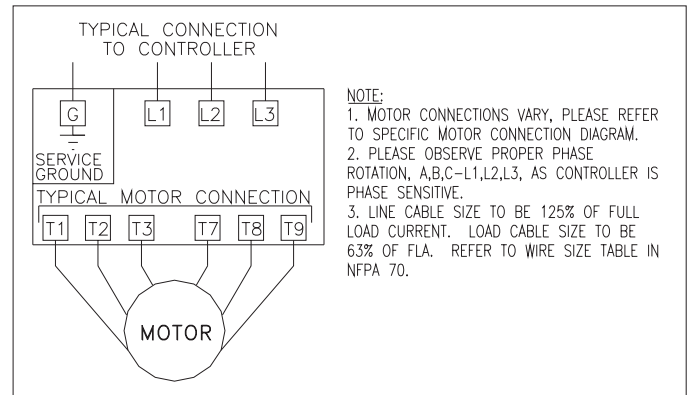 TYPICAL CONNECTION
TO CONTROLLER
G
L1 L2 L3
SERVICE
GROUND
TYPICAL MOTOR CONNECTION
T1 T2 T3 T7 T8 T9
MOTOR
NOTE:
1. MOTOR CONNECTIONS VARY, PLEASE REFER
TO SPECIFIC MOTOR CONNECTION DIAGRAM.
2. PLEASE OBSERVE PROPER PHASE
ROTATION, A,B,C-L1,L2,L3, AS CONTROLLER IS
PHASE SENSITIVE.
3. LINE CABLE SIZE TO BE 125% OF FULL
LOAD CURRENT. LOAD CABLE SIZE TO BE
63% OF FLA. REFER TO WIRE SIZE TABLE IN
NFPA 70.